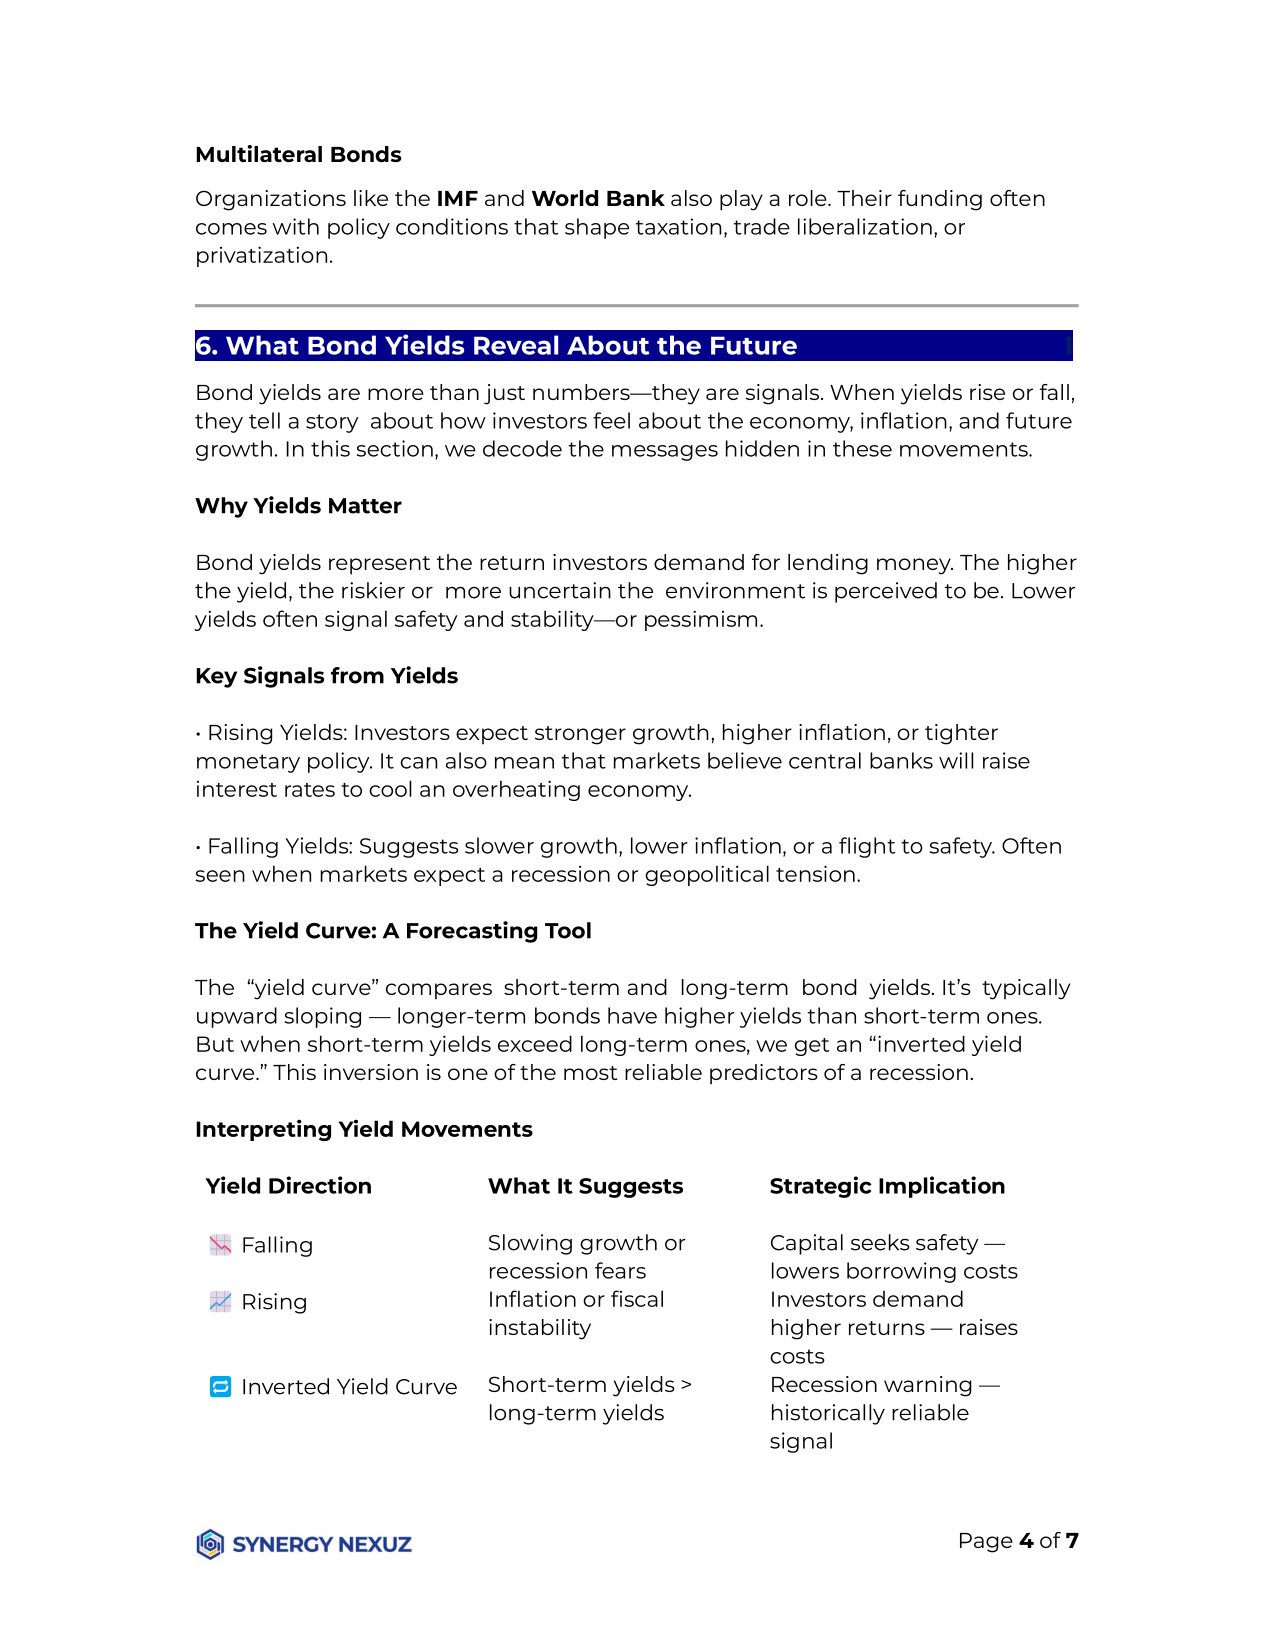 Multilateral Bonds
Organizations like the IMF and World Bank also play a role. Their funding often
comes with policy conditions that shape taxation, trade liberalization, or
privatization.
6. What Bond Yields Reveal About the Future
Bond yields are more than just numbers—they are signals. When yields rise or fall,
they tell a story about how investors feel about the economy, inflation, and future
growth. In this section, we decode the messages hidden in these movements.
Why Yields Matter
Bond yields represent the return investors demand for lending money. The higher
the yield, the riskier or more uncertain the environment is perceived to be. Lower
yields often signal safety and stability—or pessimism.
Key Signals from Yields
• Rising Yields: Investors expect stronger growth, higher inflation, or tighter
monetary policy. It can also mean that markets believe central banks will raise
interest rates to cool an overheating economy.
• Falling Yields: Suggests slower growth, lower inflation, or a flight to safety. Often
seen when markets expect a recession or geopolitical tension.
The Yield Curve: A Forecasting Tool
The “yield curve” compares short-term and long-term bond yields. It’s typically
upward sloping — longer-term bonds have higher yields than short-term ones.
But when short-term yields exceed long-term ones, we get an “inverted yield
curve.” This inversion is one of the most reliable predictors of a recession.
Interpreting Yield Movements
Yield Direction What It Suggests Strategic Implication
📉 Falling Slowing growth or Capital seeks safety —
recession fears lowers borrowing costs
📈 Rising Inflation or fiscal Investors demand
instability higher returns — raises
costs
🔁 Inverted Yield Curve Short-term yields > Recession warning —
long-term yields historically reliable
signal
SYNERGY NEXUZ Page 4 of 7